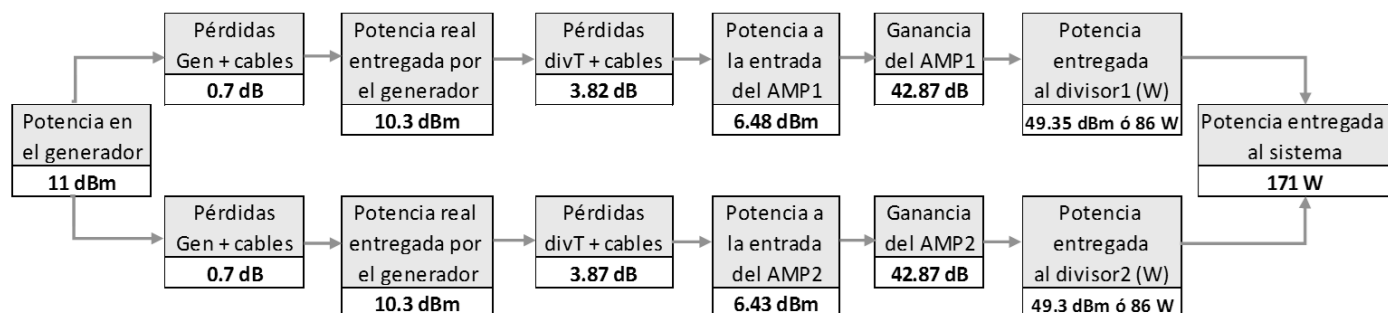 Potencia en
el generador
11 dBm
Pérdidas
Gen + cables
0.7 dB
Potencia real
entregada por
el generador
10.3 dBm
Pérdidas
divT + cables
3.82 dB
Potencia a
la entrada
del AMP1
6.48 dBm
Ganancia
del AMP1
42.87 dB
Potencia
entregada
al divisor1 (W)
49.35 dBm ó 86 W
Pérdidas
Gen + cables
0.7 dB
Potencia real
entregada por
el generador
10.3 dBm
Pérdidas
divT + cables
3.87 dB
Potencia a
la entrada
del AMP2
6.43 dBm
Ganancia
del AMP2
42.87 dB
Potencia
entregada
al divisor2 (W)
49.3 dBm ó 86 W
Potencia entregada
al sistema
171 W